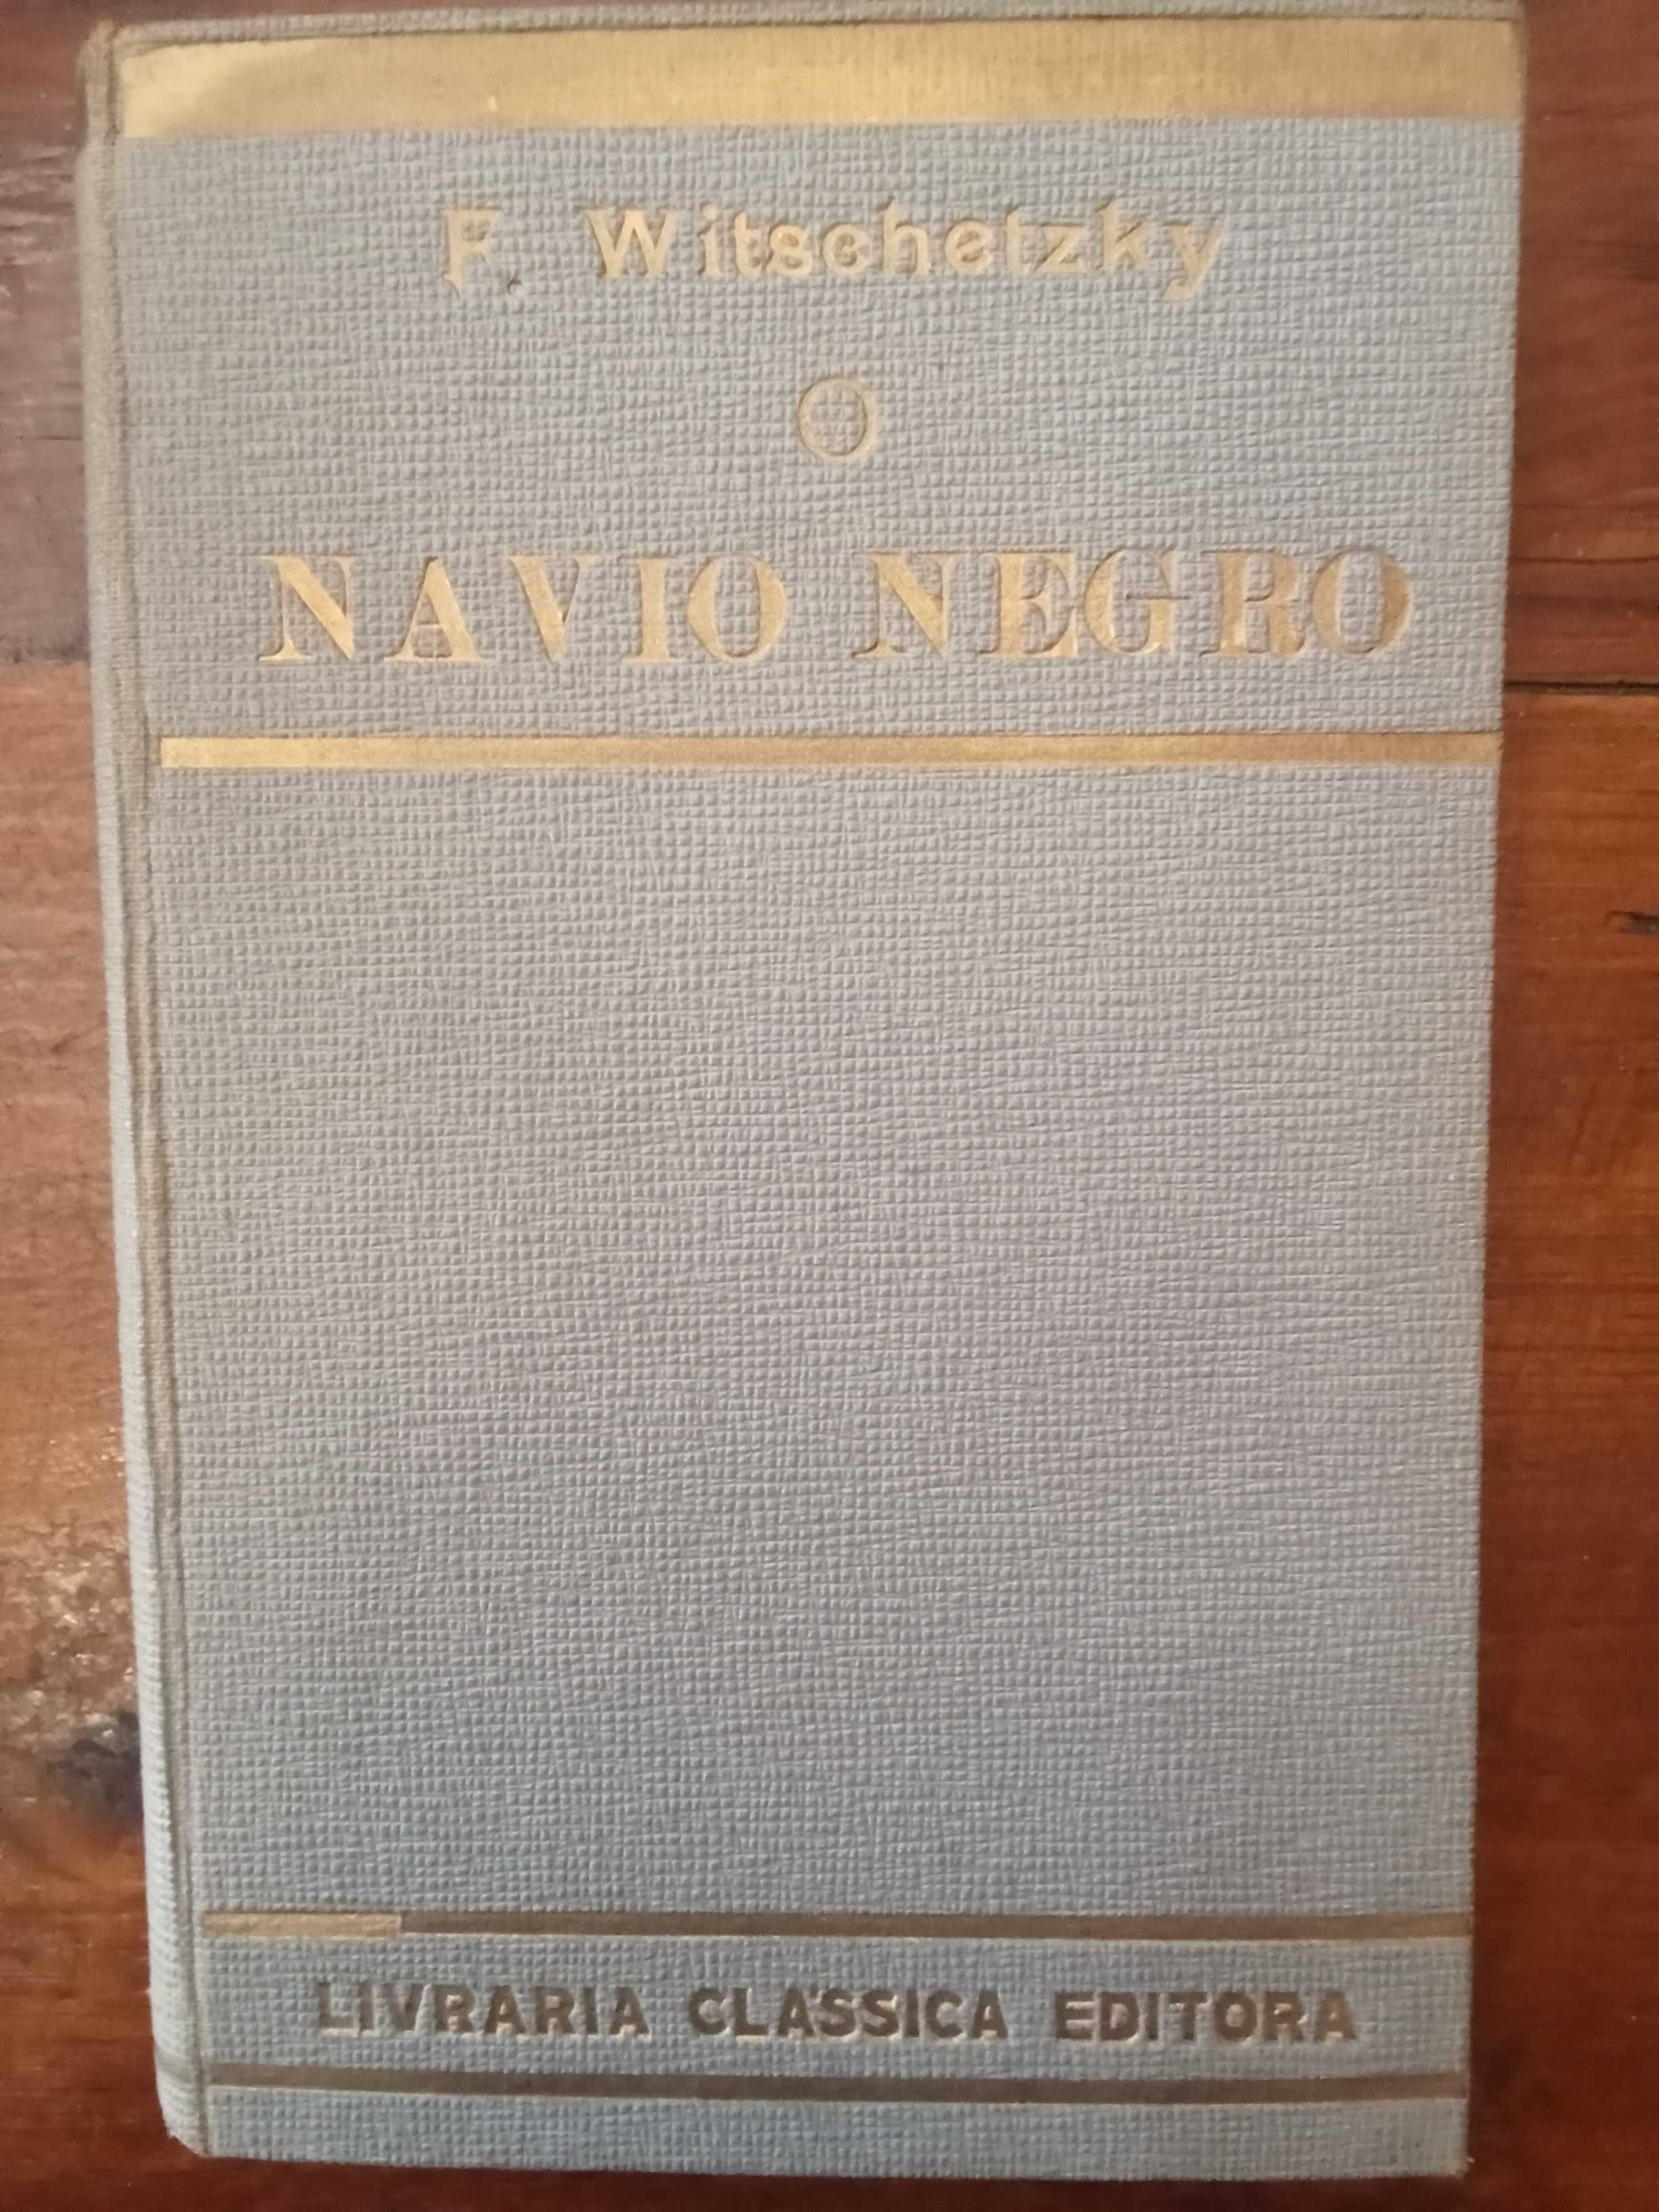 F. Witschetzky
O
NAVIO NEGRO
LIVRARIA CLASSICA EDITORA